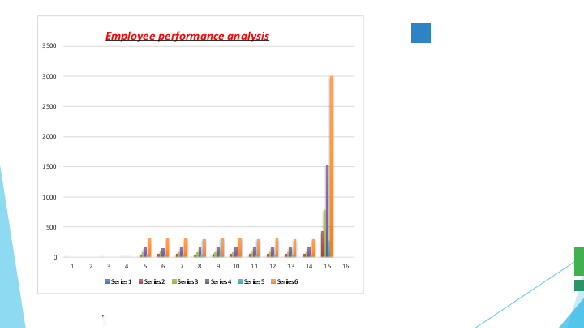 Employee performance analysis
3500
3000
2500
2000
1500
1000
500
0
1 2 3 4 5 6 7 8 9 10 11 12 13 14 15 16
Series1 Series2 Series3 Series4 Series5 Series6